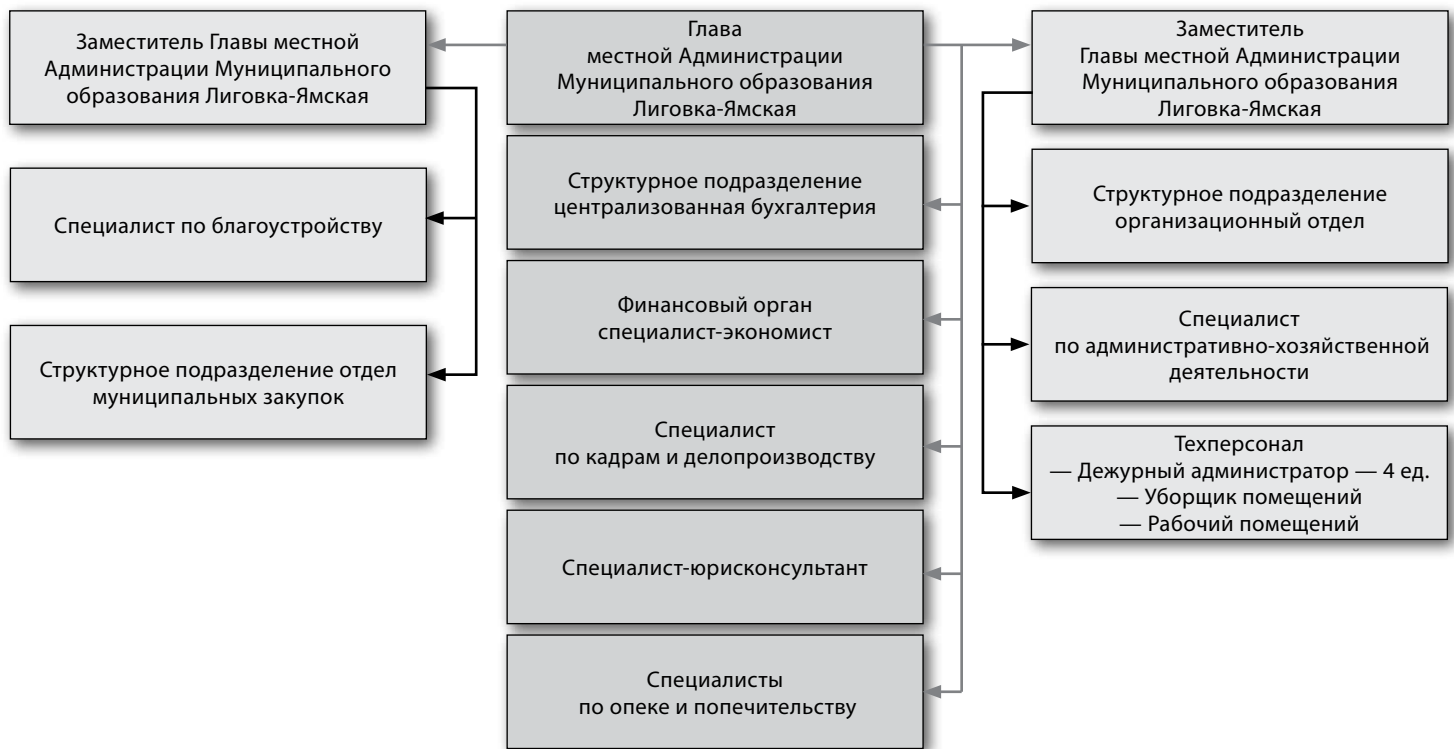 Заместитель Главы местной
Администрации Муниципального
образования Лиговка-Ямская
Специалист по благоустройству
Структурное подразделение отдел
муниципальных закупок
Глава
местной Администрации
Муниципального образования
Лиговка-Ямская
Структурное подразделение
централизованная бухгалтерия
Финансовый орган
специалист-экономист
Специалист
по кадрам и делопроизводству
Специалист-юрисконсультант
Специалисты
по опеке и попечительству
Заместитель
Главы местной Администрации
Муниципального образования
Лиговка-Ямская
Структурное подразделение
организационный отдел
Специалист
по административно-хозяйственной
деятельности
Техперсонал
— Дежурный администратор — 4 ед.
— Уборщик помещений
— Рабочий помещений